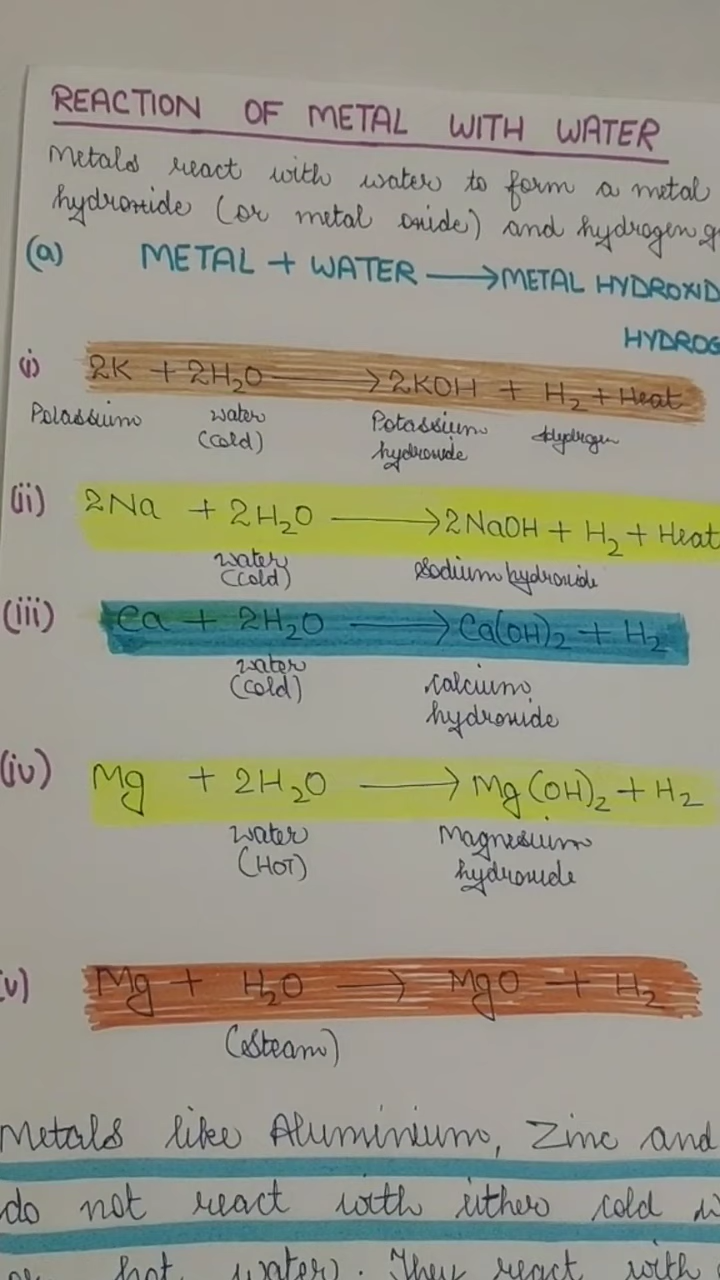 REACTION OF METAL WITH WATER
Metals react with water to form a metal
hydroxide (or metal oxide) and hydrogen g
(a) METAL + WATER ⟶ METAL HYDROXID
HYDROG
(i) 2K + 2H₂O ⟶ 2KOH + H₂ + Heat
Potassium water Potassium Hydrogen
(cold) hydroxide
(ii) 2Na + 2H₂O ⟶ 2NaOH + H₂ + Heat
water Sodium hydroxide
(cold)
(iii) Ca + 2H₂O ⟶ Ca(OH)₂ + H₂
water calcium
(cold) hydroxide
(iv) Mg + 2H₂O ⟶ Mg(OH)₂ + H₂
water Magnesium
(HOT) hydroxide
(v) Mg + H₂O ⟶ MgO + H₂
(steam)
Metals like Aluminium, Zinc and
do not react with either cold
or hot water. They react with